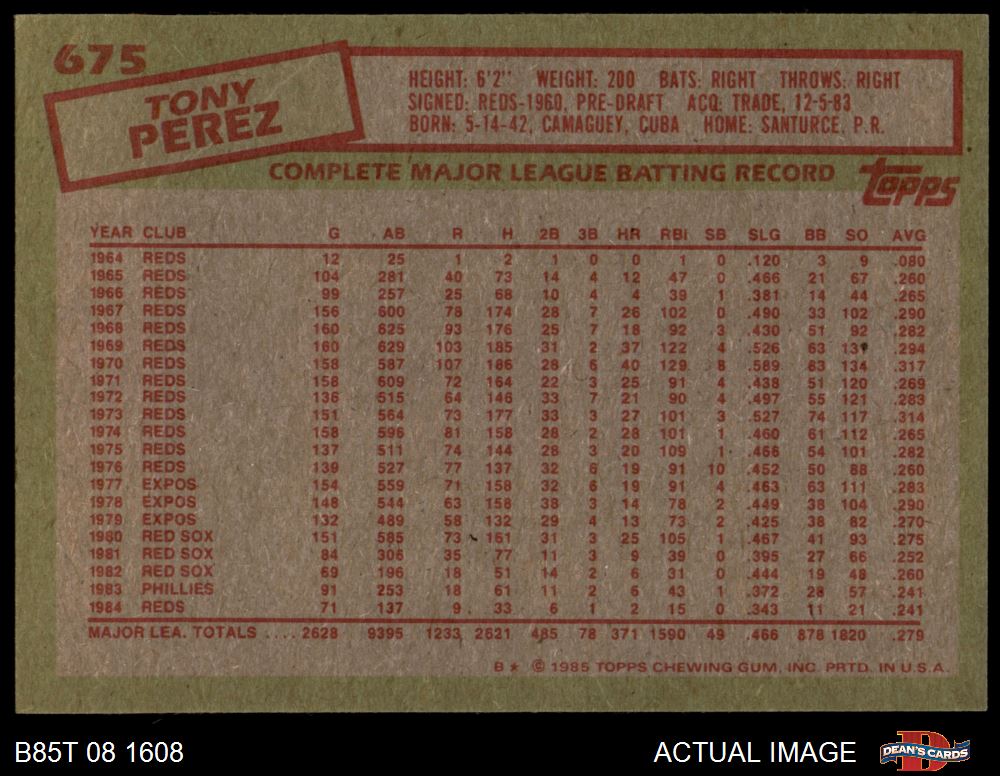 675
TONY
PEREZ
HEIGHT: 6'2" WEIGHT: 200 BATS: RIGHT THROWS: RIGHT
SIGNED: REDS-1960, PRE-DRAFT ACQ: TRADE, 12-5-83
BORN: 5-14-42, CAMAGUEY, CUBA HOME: SANTURCE, P.R.
COMPLETE MAJOR LEAGUE BATTING RECORD
Topps
YEAR CLUB G AB R H 2B 3B HR RBI SB SLG BB SO AVG
1964 REDS 12 25 1 2 1 0 0 1 0 .120 3 9 .080
1965 REDS 104 281 40 73 14 4 12 47 0 .466 21 67 .260
1966 REDS 99 257 25 68 10 4 4 39 1 .381 14 44 .265
1967 REDS 156 600 78 174 28 7 26 102 0 .490 33 102 .290
1968 REDS 160 625 93 176 25 7 18 92 3 .430 51 92 .282
1969 REDS 160 629 103 185 31 2 37 122 4 .526 63 131 .294
1970 REDS 158 587 107 186 28 6 40 129 8 .589 83 134 .317
1971 REDS 158 609 72 164 22 3 25 91 4 .438 51 120 .269
1972 REDS 136 515 64 146 33 7 21 90 4 .497 55 121 .283
1973 REDS 151 564 73 177 33 3 27 101 3 .527 74 117 .314
1974 REDS 158 596 81 158 28 2 28 101 1 .460 61 112 .265
1975 REDS 137 511 74 144 28 3 20 109 1 .466 54 101 .282
1976 REDS 139 527 77 137 32 6 19 91 10 .452 50 88 .260
1977 EXPOS 154 559 71 158 32 6 19 91 4 .463 63 111 .283
1978 EXPOS 148 544 63 158 38 3 14 78 2 .449 38 104 .290
1979 EXPOS 132 489 58 132 29 4 13 73 2 .425 38 82 .270
1980 RED SOX 151 585 73 161 31 3 25 105 1 .467 41 93 .275
1981 RED SOX 84 306 35 77 11 3 9 39 0 .395 27 66 .252
1982 RED SOX 69 196 18 51 14 2 6 31 0 .444 19 48 .260
1983 PHILLIES 91 253 18 61 11 2 6 43 1 .372 28 57 .241
1984 REDS 71 137 9 33 6 1 2 15 0 .343 11 21 .241
MAJOR LEA. TOTALS .... 2628 9395 1233 2621 485 78 371 1590 49 .466 878 1820 .279
B★ © 1985 TOPPS CHEWING GUM, INC. PRTD. IN U.S.A.
B85T 08 1608
ACTUAL IMAGE
DEAN'S CARDS